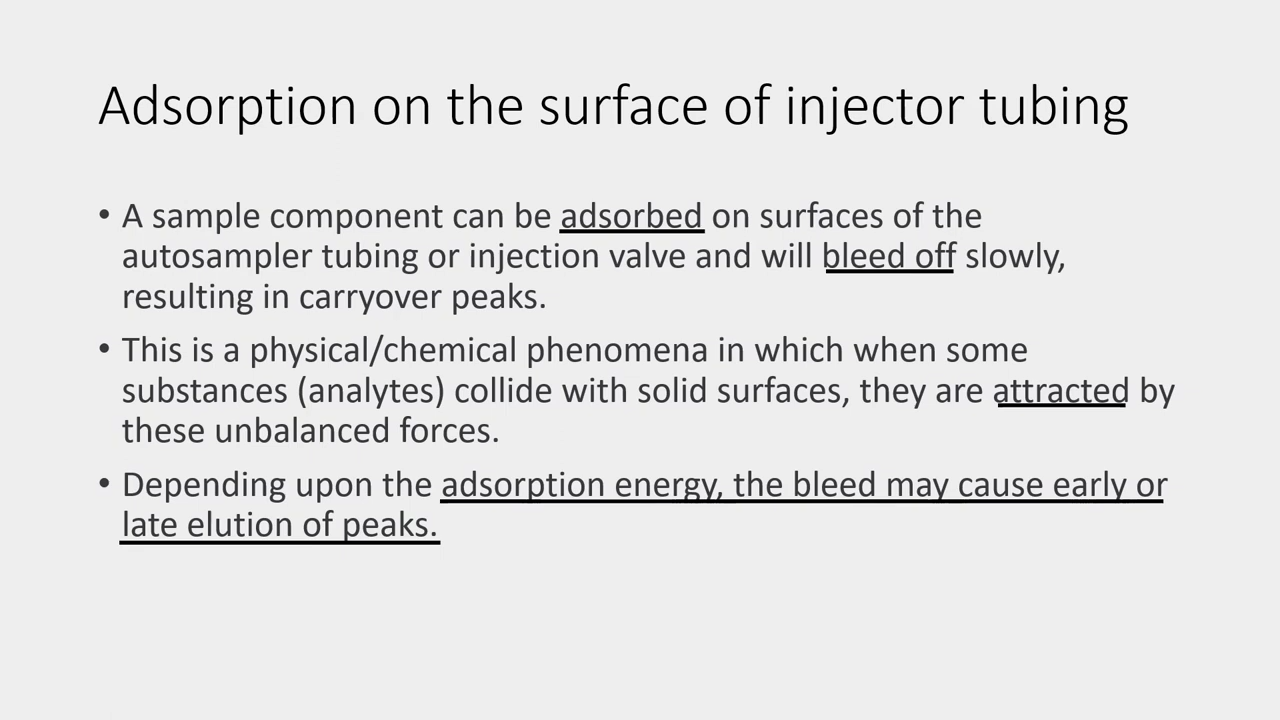 Adsorption on the surface of injector tubing
• A sample component can be adsorbed on surfaces of the
autosampler tubing or injection valve and will bleed off slowly,
resulting in carryover peaks.
• This is a physical/chemical phenomena in which when some
substances (analytes) collide with solid surfaces, they are attracted by
these unbalanced forces.
• Depending upon the adsorption energy, the bleed may cause early or
late elution of peaks.